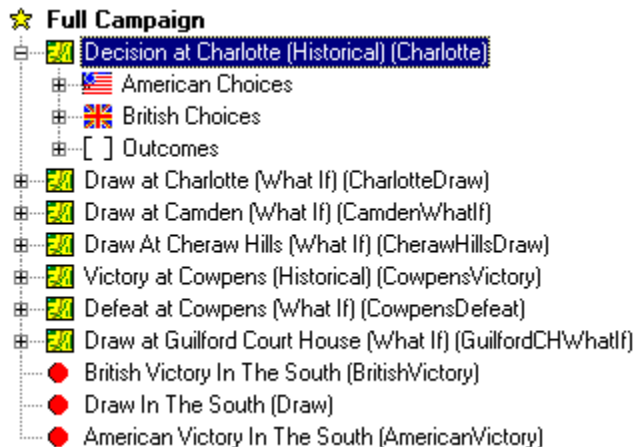 Full Campaign
Decision at Charlotte (Historical) (Charlotte)
American Choices
British Choices
[ ] Outcomes
Draw at Charlotte (What If) (CharlotteDraw)
Draw at Camden (What If) (CamdenWhatIf)
Draw At Cheraw Hills (What If) (CherawHillsDraw)
Victory at Cowpens (Historical) (CowpensVictory)
Defeat at Cowpens (What If) (CowpensDefeat)
Draw at Guilford Court House (What If) (GuilfordCHWhatIf)
British Victory In The South (BritishVictory)
Draw In The South (Draw)
American Victory In The South (AmericanVictory)